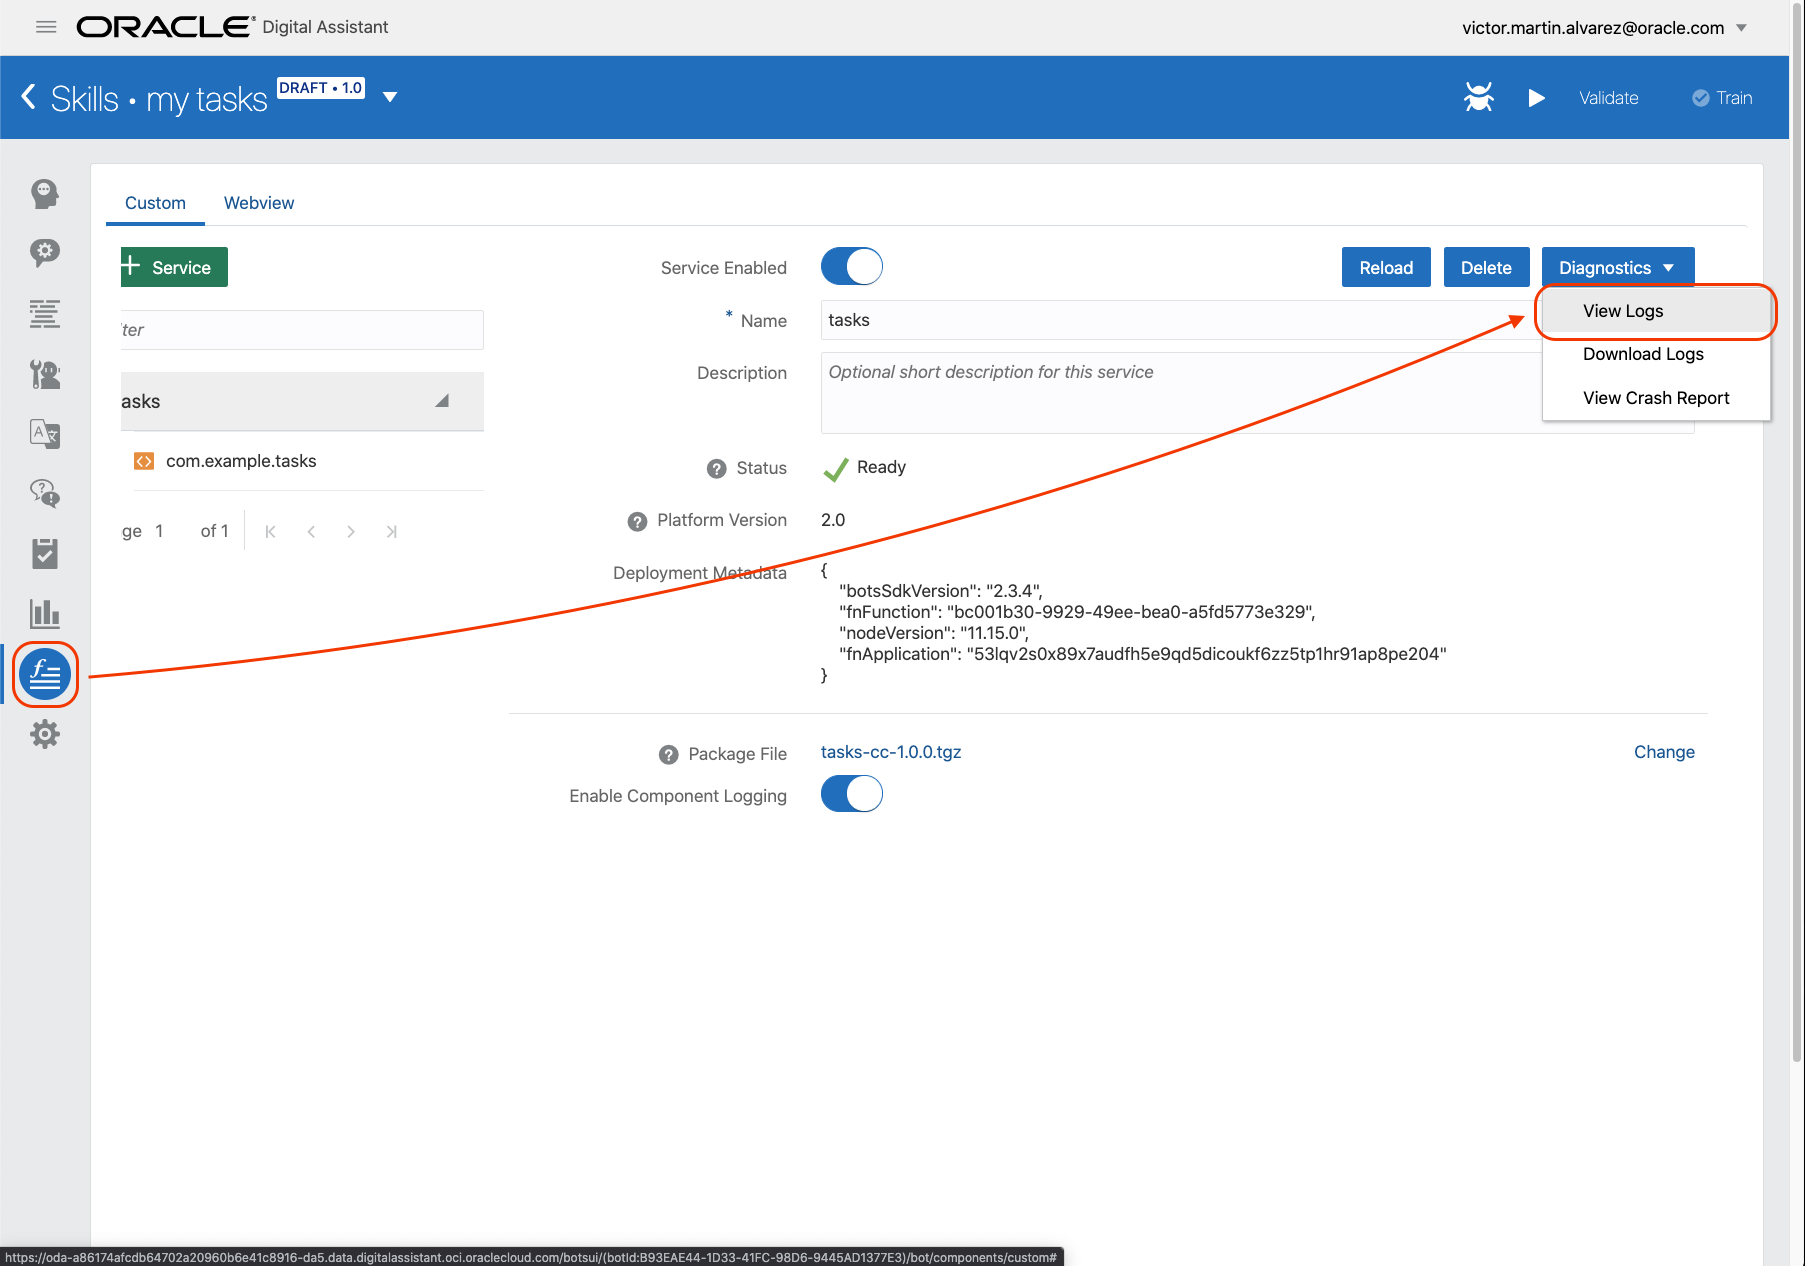 ORACLE® Digital Assistant
victor.martin.alvarez@oracle.com
Skills • my tasks DRAFT • 1.0
Validate
Train
Custom
Webview
Service
Service Enabled
Reload
Delete
Diagnostics
View Logs
Download Logs
View Crash Report
* Name
tasks
Description
Optional short description for this service
lter
asks
com.example.tasks
ge 1 of 1
Status
Ready
Platform Version
2.0
Deployment Metadata
{
"botsSdkVersion": "2.3.4",
"fnFunction": "bc001b30-9929-49ee-bea0-a5fd5773e329",
"nodeVersion": "11.15.0",
"fnApplication": "53lqv2s0x89x7audfh5e9qd5dicoukf6zz5tp1hr91ap8pe204"
}
Package File
tasks-cc-1.0.0.tgz
Change
Enable Component Logging
https://oda-a86174afcdb64702a20960b6e41c8916-da5.data.digitalassistant.oci.oraclecloud.com/botsui/(botId:B93EAE44-1D33-41FC-98D6-9445AD1377E3)/bot/components/custom#